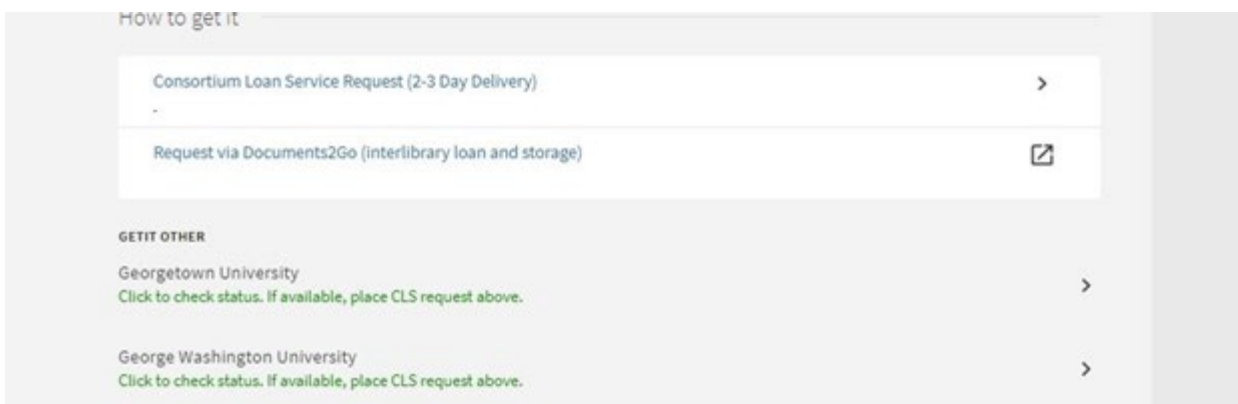 How to get it
Consortium Loan Service Request (2-3 Day Delivery)
-
Request via Documents2Go (interlibrary loan and storage)
GETIT OTHER
Georgetown University
Click to check status. If available, place CLS request above.
George Washington University
Click to check status. If available, place CLS request above.